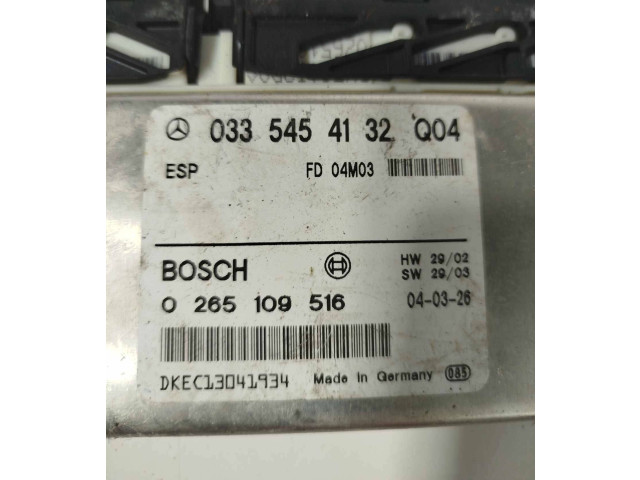 033 545 41 32 Q04
ESP FD 04M03
BOSCH HW 29/02
SW 29/03
0 265 109 516 04-03-26
DKEC13041934 Made in Germany 085